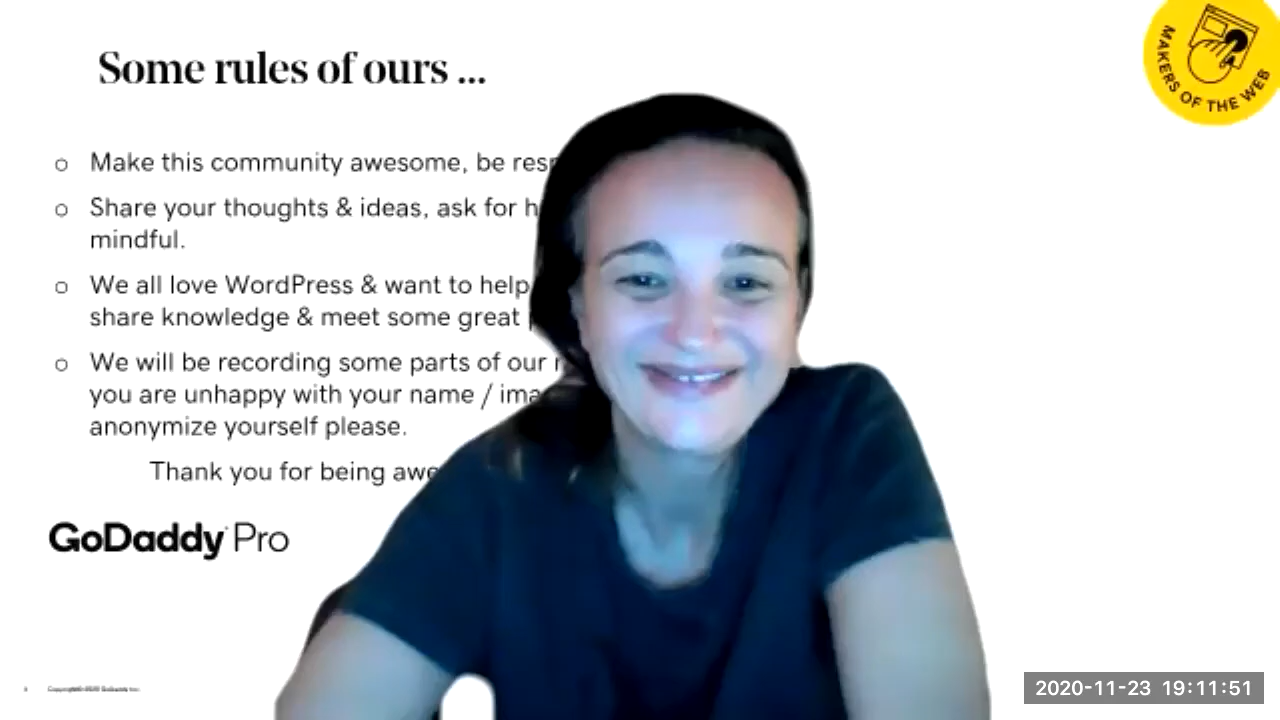 Some rules of ours ...
MAKERS OF THE WEB
Make this community awesome, be
Share your thoughts & ideas, ask for
mindful.
We all love WordPress & want to help
share knowledge & meet some great
We will be recording some parts of our
you are unhappy with your name /
anonymize yourself please.
Thank you for being
GoDaddy Pro
2020-11-23 19:11:51